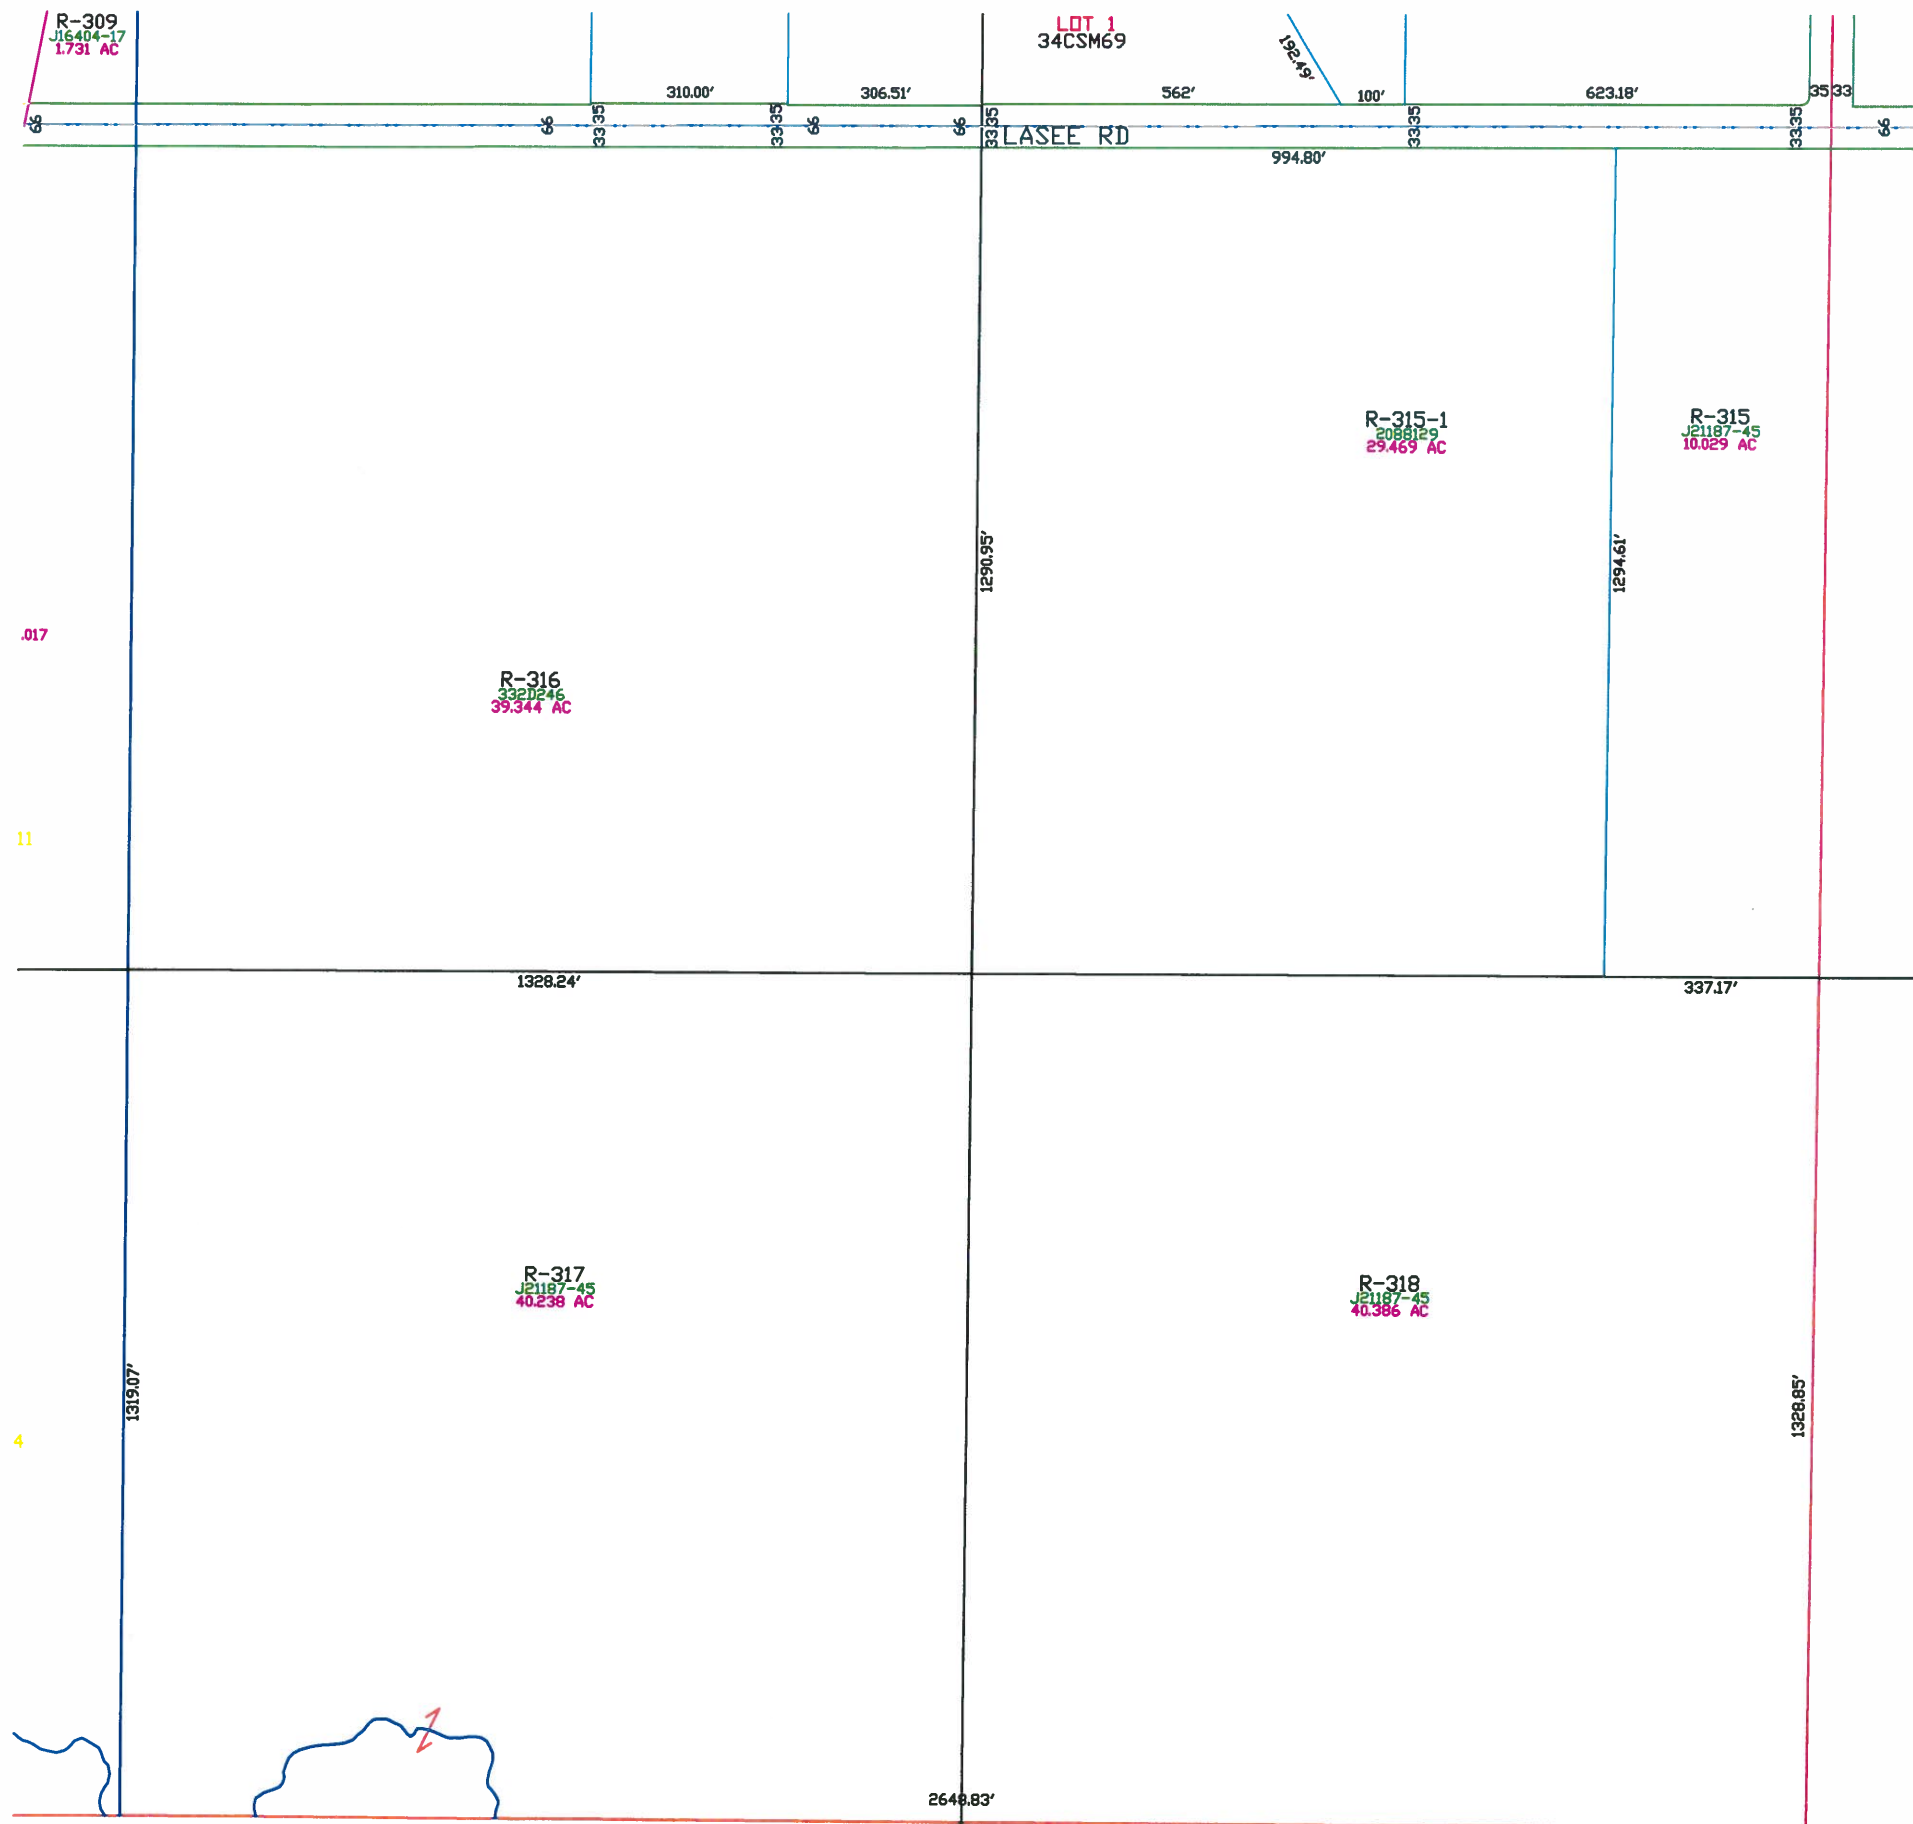 R-309
J16404-17
1.731 AC
LOT 1
34CSM69
192.49'
310.00'
306.51'
562'
100'
623.18'
35 33
66
66
33.35
33.35
66
66
33.35
LASEE RD
33.35
33.35
66
994.80'
R-315-1
2088129
29.469 AC
R-315
J21187-45
10.029 AC
1290.95'
1294.61'
.017
R-316
332D246
39.344 AC
11
1328.24'
337.17'
R-317
J21187-45
40.238 AC
R-318
J21187-45
40.386 AC
1319.07'
1328.85'
4
2648.83'